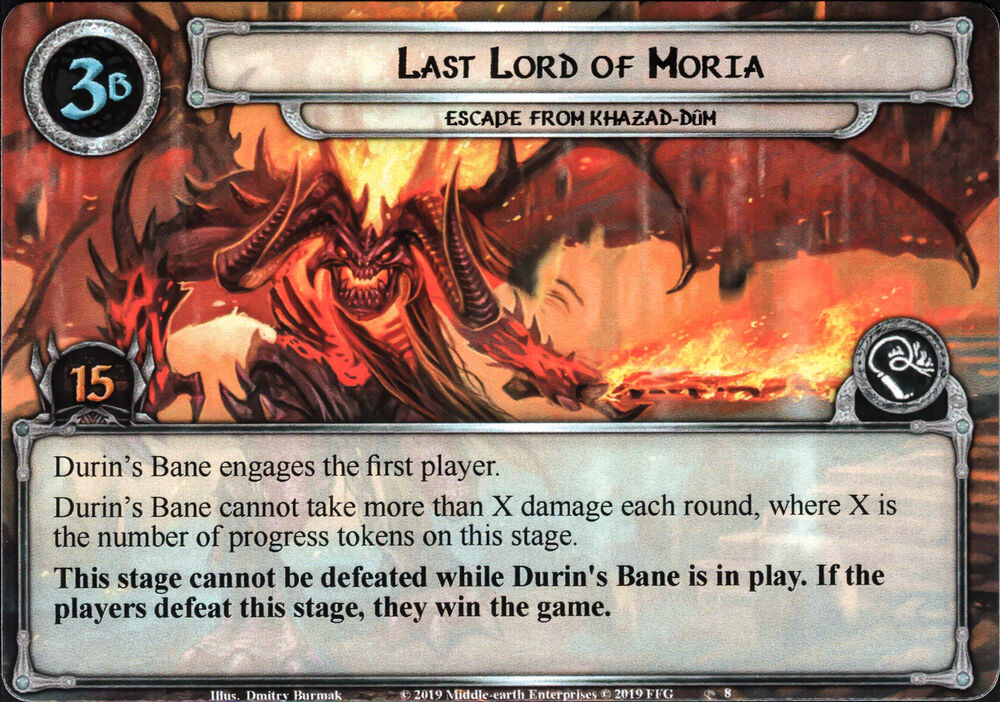 3B
LAST LORD OF MORIA
ESCAPE FROM KHAZAD-DÛM
15
Durin's Bane engages the first player.
Durin's Bane cannot take more than X damage each round, where X is
the number of progress tokens on this stage.
This stage cannot be defeated while Durin's Bane is in play. If the
players defeat this stage, they win the game.
Illus. Dmitry Burmak © 2019 Middle-earth Enterprises © 2019 FFG 8